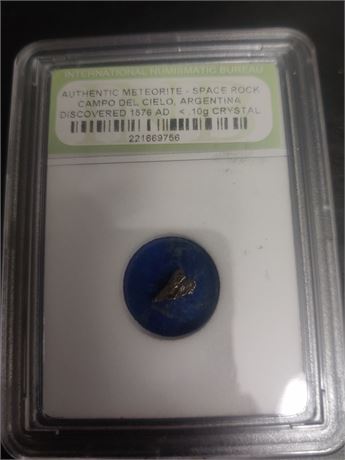 INTERNATIONAL NUMISMATIC BUREAU
AUTHENTIC METEORITE - SPACE ROCK
CAMPO DEL CIELO, ARGENTINA
DISCOVERED 1576 AD < .10g CRYSTAL
221669756